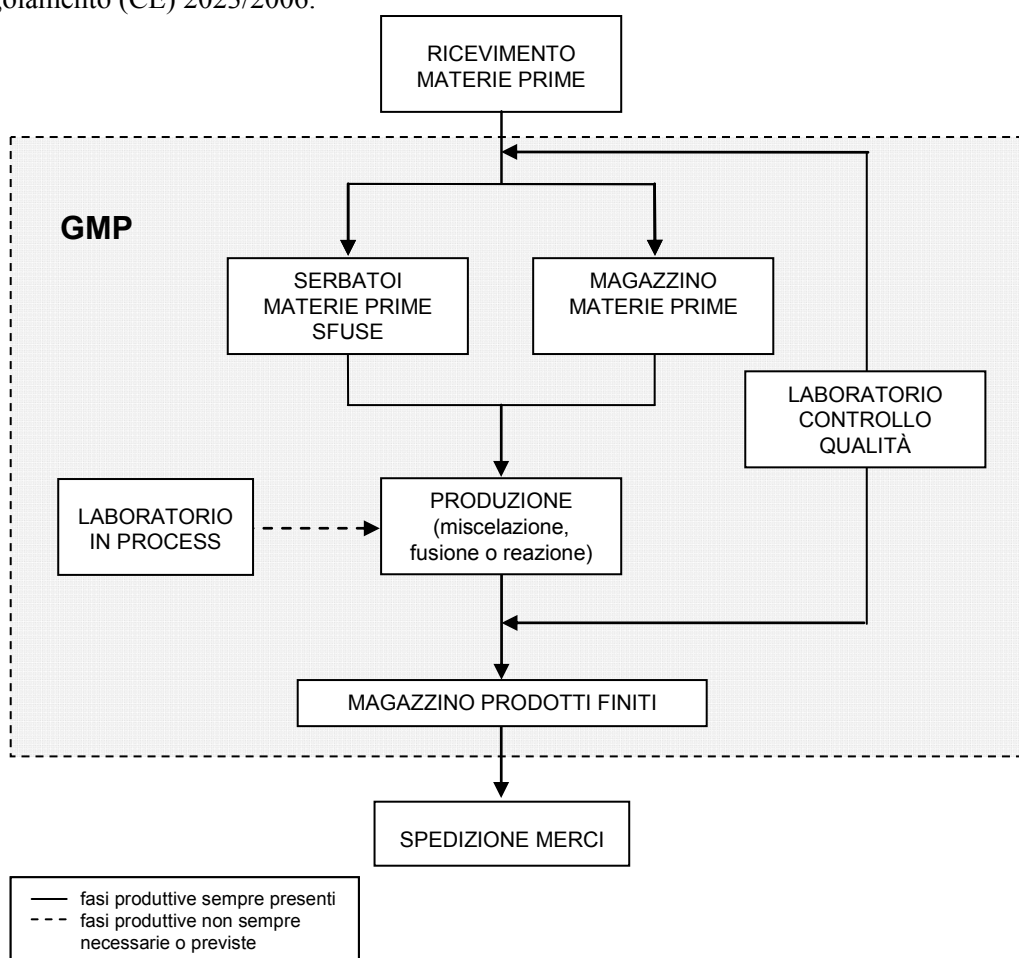 golamento (CE) 2023/2006.
RICEVIMENTO
MATERIE PRIME
GMP
SERBATOI
MATERIE PRIME
SFUSE
MAGAZZINO
MATERIE PRIME
LABORATORIO
CONTROLLO
QUALITÀ
LABORATORIO
IN PROCESS
PRODUZIONE
(miscelazione,
fusione o reazione)
MAGAZZINO PRODOTTI FINITI
SPEDIZIONE MERCI
fasi produttive sempre presenti
fasi produttive non sempre
necessarie o previste